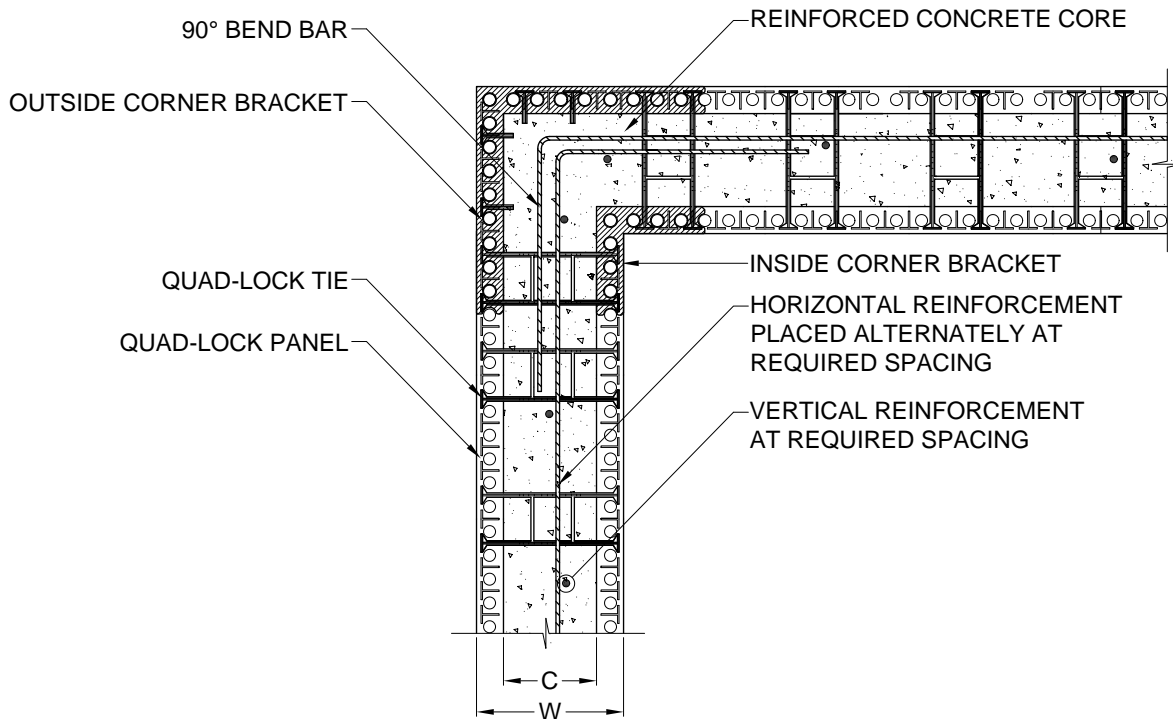 90° BEND BAR
OUTSIDE CORNER BRACKET
QUAD-LOCK TIE
QUAD-LOCK PANEL
REINFORCED CONCRETE CORE
INSIDE CORNER BRACKET
HORIZONTAL REINFORCEMENT
PLACED ALTERNATELY AT
REQUIRED SPACING
VERTICAL REINFORCEMENT
AT REQUIRED SPACING
C
W